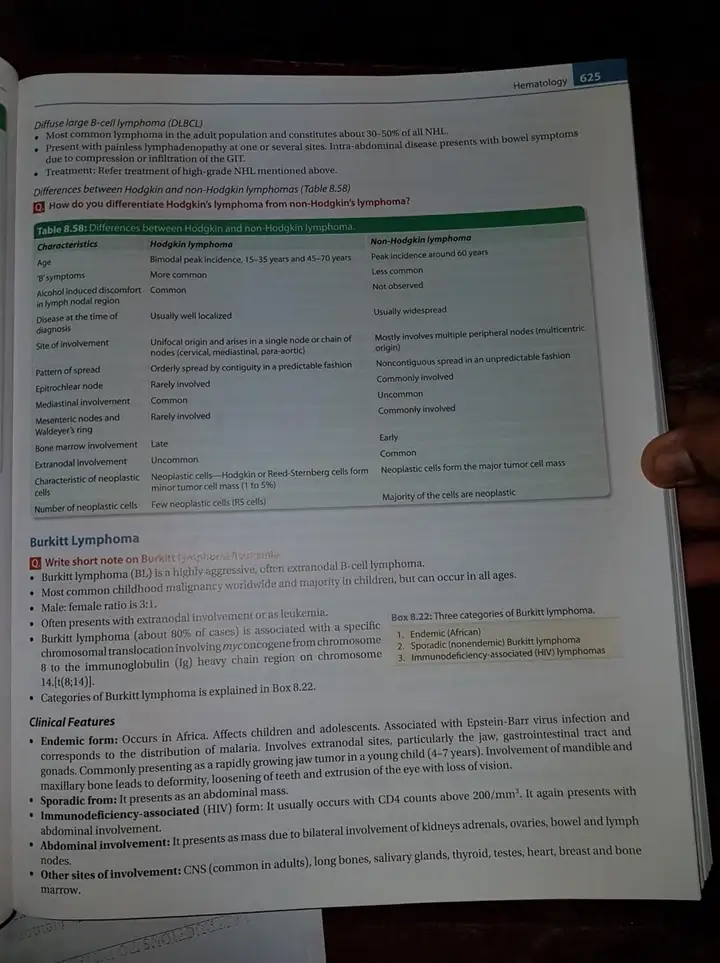 Hematology 625
Diffuse large B-cell lymphoma (DLBCL)
• Most common lymphoma in the adult population and constitutes about 30–50% of all NHL.
• Present with painless lymphadenopathy at one or several sites. Intra-abdominal disease presents with bowel symptoms
due to compression or infiltration of the GIT.
• Treatment: Refer treatment of high-grade NHL mentioned above.
Differences between Hodgkin and non-Hodgkin lymphomas (Table 8.58)
Q. How do you differentiate Hodgkin's lymphoma from non-Hodgkin's lymphoma?
Table 8.58: Differences between Hodgkin and non-Hodgkin lymphoma.
Characteristics Hodgkin lymphoma Non-Hodgkin lymphoma
Age Bimodal peak incidence, 15–35 years and 45–70 years Peak incidence around 60 years
'B' symptoms More common Less common
Alcohol induced discomfort Common Not observed
in lymph nodal region
Disease at the time of Usually well localized Usually widespread
diagnosis
Site of involvement Unifocal origin and arises in a single node or chain of Mostly involves multiple peripheral nodes (multicentric
nodes (cervical, mediastinal, para-aortic) origin)
Pattern of spread Orderly spread by contiguity in a predictable fashion Noncontiguous spread in an unpredictable fashion
Epitrochlear node Rarely involved Commonly involved
Mediastinal involvement Common Uncommon
Mesenteric nodes and Rarely involved Commonly involved
Waldeyer's ring
Bone marrow involvement Late Early
Extranodal involvement Uncommon Common
Characteristic of neoplastic Neoplastic cells—Hodgkin or Reed-Sternberg cells form Neoplastic cells form the major tumor cell mass
cells minor tumor cell mass (1 to 5%)
Number of neoplastic cells Few neoplastic cells (RS cells) Majority of the cells are neoplastic
Burkitt Lymphoma
Q. Write short note on Burkitt lymphoma
• Burkitt lymphoma (BL) is a highly aggressive, often extranodal B-cell lymphoma.
• Most common childhood malignancy worldwide and majority in children, but can occur in all ages.
• Male: female ratio is 3:1.
• Often presents with extranodal involvement or as leukemia.
• Burkitt lymphoma (about 80% of cases) is associated with a specific
chromosomal translocation involving myc oncogene from chromosome
8 to the immunoglobulin (Ig) heavy chain region on chromosome
14.[t(8;14)].
• Categories of Burkitt lymphoma is explained in Box 8.22.
Box 8.22: Three categories of Burkitt lymphoma.
1. Endemic (African)
2. Sporadic (nonendemic) Burkitt lymphoma
3. Immunodeficiency-associated (HIV) lymphomas
Clinical Features
• Endemic form: Occurs in Africa. Affects children and adolescents. Associated with Epstein-Barr virus infection and
corresponds to the distribution of malaria. Involves extranodal sites, particularly the jaw, gastrointestinal tract and
gonads. Commonly presenting as a rapidly growing jaw tumor in a young child (4–7 years). Involvement of mandible and
maxillary bone leads to deformity, loosening of teeth and extrusion of the eye with loss of vision.
• Sporadic from: It presents as an abdominal mass.
• Immunodeficiency-associated (HIV) form: It usually occurs with CD4 counts above 200/mm³. It again presents with
abdominal involvement.
• Abdominal involvement: It presents as mass due to bilateral involvement of kidneys adrenals, ovaries, bowel and lymph
nodes.
• Other sites of involvement: CNS (common in adults), long bones, salivary glands, thyroid, testes, heart, breast and bone
marrow.